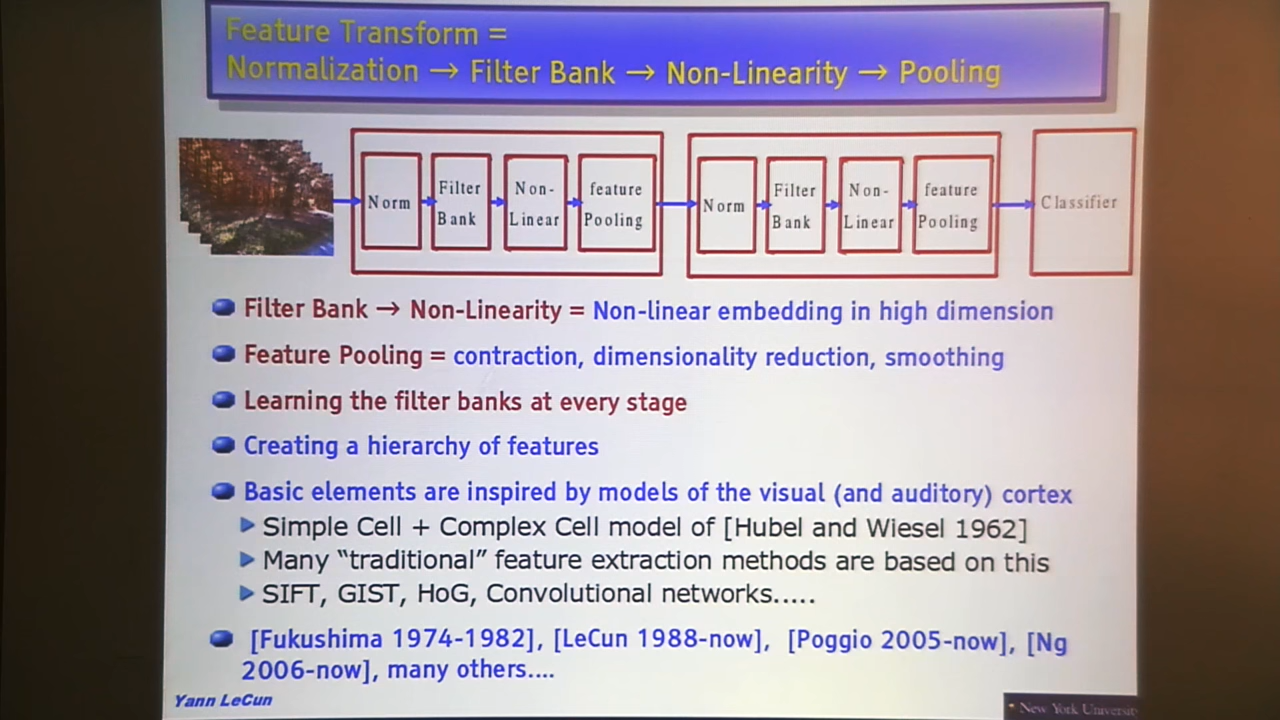 Feature Transform =
Normalization → Filter Bank → Non-Linearity → Pooling
Norm
Filter
Bank
Non-
Linear
feature
Pooling
Norm
Filter
Bank
Non-
Linear
feature
Pooling
Classifier
Filter Bank → Non-Linearity = Non-linear embedding in high dimension
Feature Pooling = contraction, dimensionality reduction, smoothing
Learning the filter banks at every stage
Creating a hierarchy of features
Basic elements are inspired by models of the visual (and auditory) cortex
Simple Cell + Complex Cell model of [Hubel and Wiesel 1962]
Many “traditional” feature extraction methods are based on this
SIFT, GIST, HoG, Convolutional networks.....
[Fukushima 1974-1982], [LeCun 1988-now], [Poggio 2005-now], [Ng
2006-now], many others....
Yann LeCun
New York University